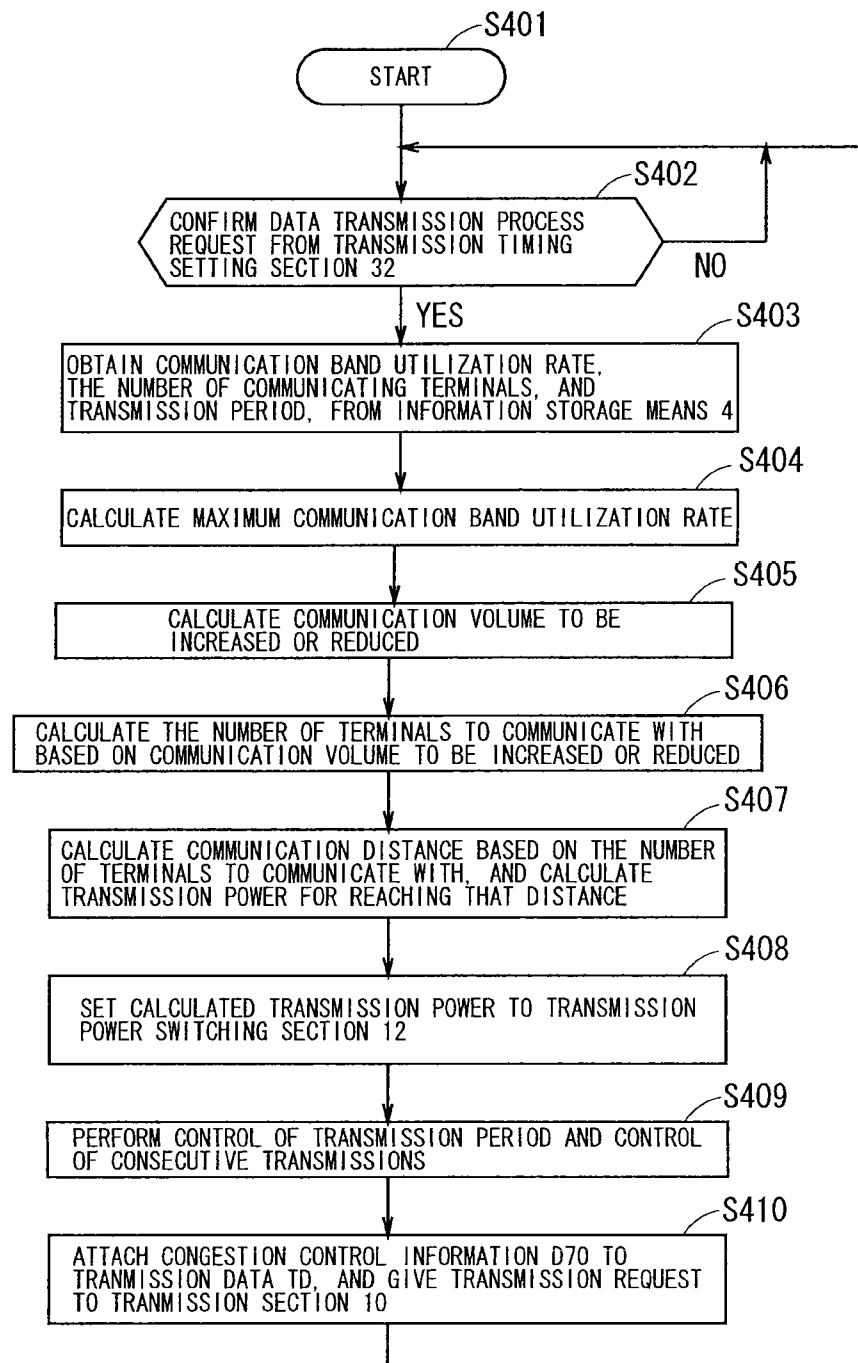 S401
START
S402
CONFIRM DATA TRANSMISSION PROCESS
REQUEST FROM TRANSMISSION TIMING
SETTING SECTION 32
NO
YES
S403
OBTAIN COMMUNICATION BAND UTILIZATION RATE,
THE NUMBER OF COMMUNICATING TERMINALS, AND
TRANSMISSION PERIOD, FROM INFORMATION STORAGE MEANS 4
S404
CALCULATE MAXIMUM COMMUNICATION BAND UTILIZATION RATE
S405
CALCULATE COMMUNICATION VOLUME TO BE
INCREASED OR REDUCED
S406
CALCULATE THE NUMBER OF TERMINALS TO COMMUNICATE WITH
BASED ON COMMUNICATION VOLUME TO BE INCREASED OR REDUCED
S407
CALCULATE COMMUNICATION DISTANCE BASED ON THE NUMBER
OF TERMINALS TO COMMUNICATE WITH, AND CALCULATE
TRANSMISSION POWER FOR REACHING THAT DISTANCE
S408
SET CALCULATED TRANSMISSION POWER TO TRANSMISSION
POWER SWITCHING SECTION 12
S409
PERFORM CONTROL OF TRANSMISSION PERIOD AND CONTROL
OF CONSECUTIVE TRANSMISSIONS
S410
ATTACH CONGESTION CONTROL INFORMATION D70 TO
TRANMISSION DATA TD, AND GIVE TRANSMISSION REQUEST
TO TRANMISSION SECTION 10